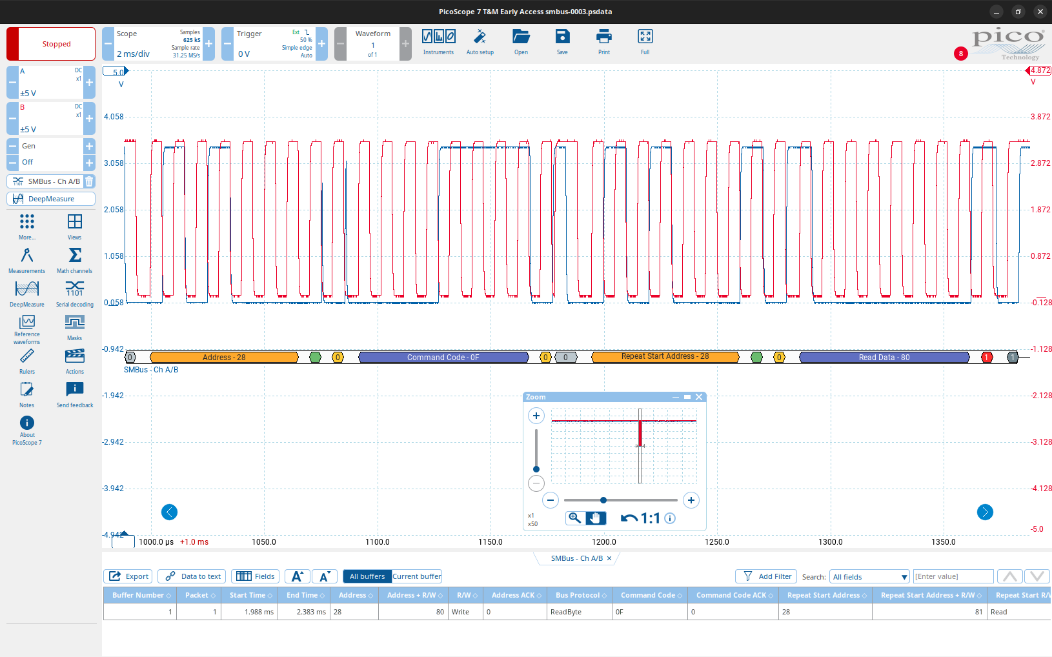 PicoScope 7 T&M Early Access smbus-0003.psdata
Stopped
Scope
2 ms/div
Samples
625 kS
Sample rate
31.25 MS/s
Trigger
0 V
Ext
50 %
Simple edge
Auto
Waveform
1
of 1
Instruments
Auto setup
Open
Save
Print
Full
8
pico
Technology
A
DC
x1
±5 V
B
DC
x1
±5 V
Gen
Off
SMBus - Ch A/B
DeepMeasure
More...
Views
Measurements
Math channels
DeepMeasure
Serial decoding
Reference waveforms
Masks
Rulers
Actions
Notes
Send feedback
About PicoScope 7
5.0
V
4.058
3.058
2.058
1.058
0.058
-0.942
-1.942
-2.942
-3.942
-4.942
4.872
V
3.872
2.872
1.872
0.872
-0.128
-1.128
-2.128
-3.128
-4.128
-5.0
0
Address - 28
0
Command Code - 0F
0
0
Repeat Start Address - 28
0
Read Data - 80
1
1
SMBus - Ch A/B
Zoom
x1
x50
1:1
1000.0 µs
+1.0 ms
1050.0
1100.0
1150.0
1200.0
1250.0
1300.0
1350.0
SMBus - Ch A/B
Export
Data to text
Fields
A
A
All buffers
Current buffer
Add Filter
Search:
All fields
[Enter value]
Buffer Number Packet Start Time End Time Address Address + R/W R/W Address ACK Bus Protocol Command Code Command Code ACK Repeat Start Address Repeat Start Address + R/W Repeat Start R/
1 1 1.988 ms 2.383 ms 28 80 Write 0 ReadByte 0F 0 28 81 Read